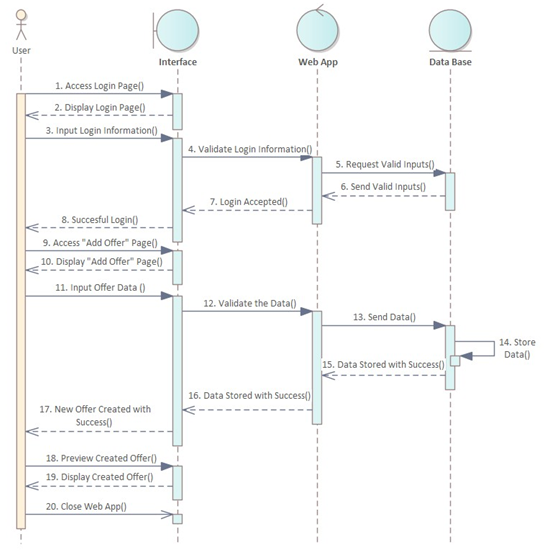 User
Interface
Web App
Data Base
1. Access Login Page()
2. Display Login Page()
3. Input Login Information()
4. Validate Login Information()
5. Request Valid Inputs()
6. Send Valid Inputs()
7. Login Accepted()
8. Succesful Login()
9. Access "Add Offer" Page()
10. Display "Add Offer" Page()
11. Input Offer Data ()
12. Validate the Data()
13. Send Data()
14. Store
Data()
15. Data Stored with Success()
16. Data Stored with Success()
17. New Offer Created with
Success()
18. Preview Created Offer()
19. Display Created Offer()
20. Close Web App()